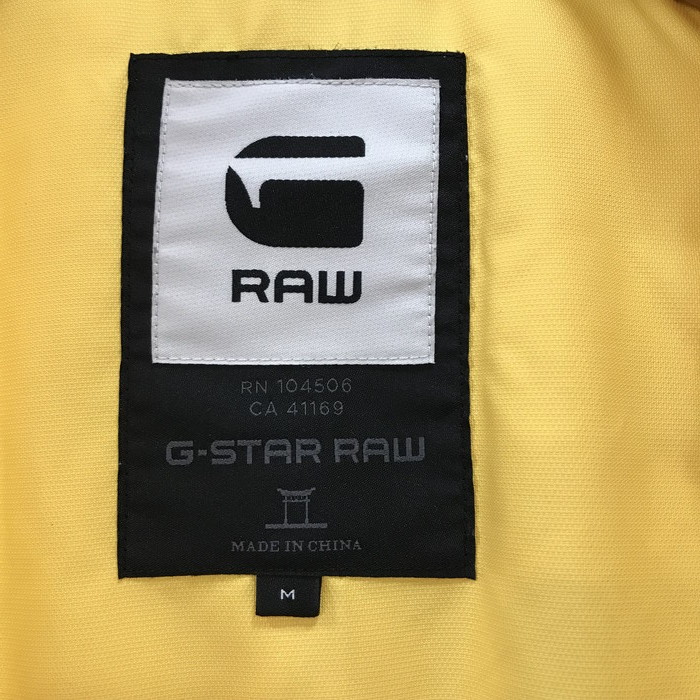 G
RAW
RN 104506
CA 41169
G-STAR RAW
MADE IN CHINA
M